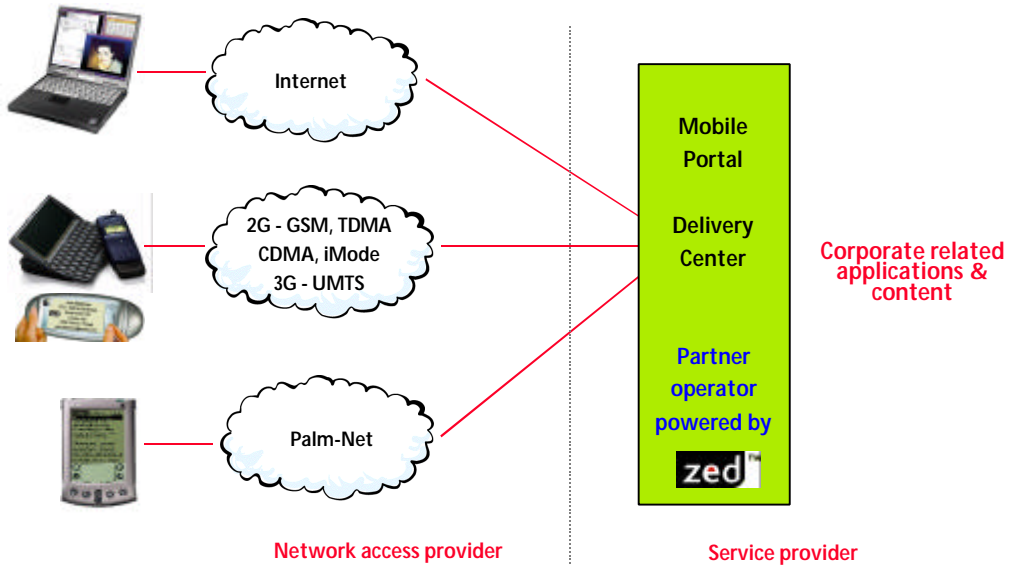 Internet
2G - GSM, TDMA
CDMA, iMode
3G - UMTS
Palm-Net
Network access provider
Mobile
Portal
Delivery
Center
Partner
operator
powered by
zed
TM
Service provider
Corporate related
applications &
content